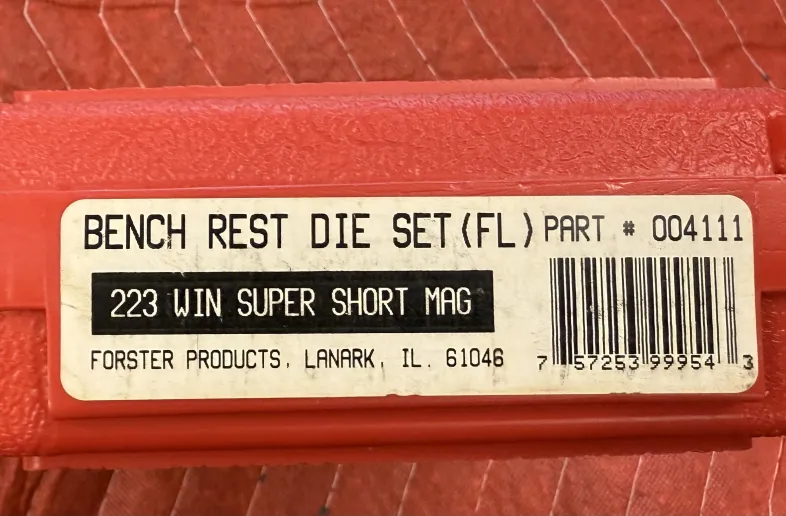 BENCH REST DIE SET(FL) PART # 004111
223 WIN SUPER SHORT MAG
FORSTER PRODUCTS, LANARK, IL. 61046
7 57253 99954 3